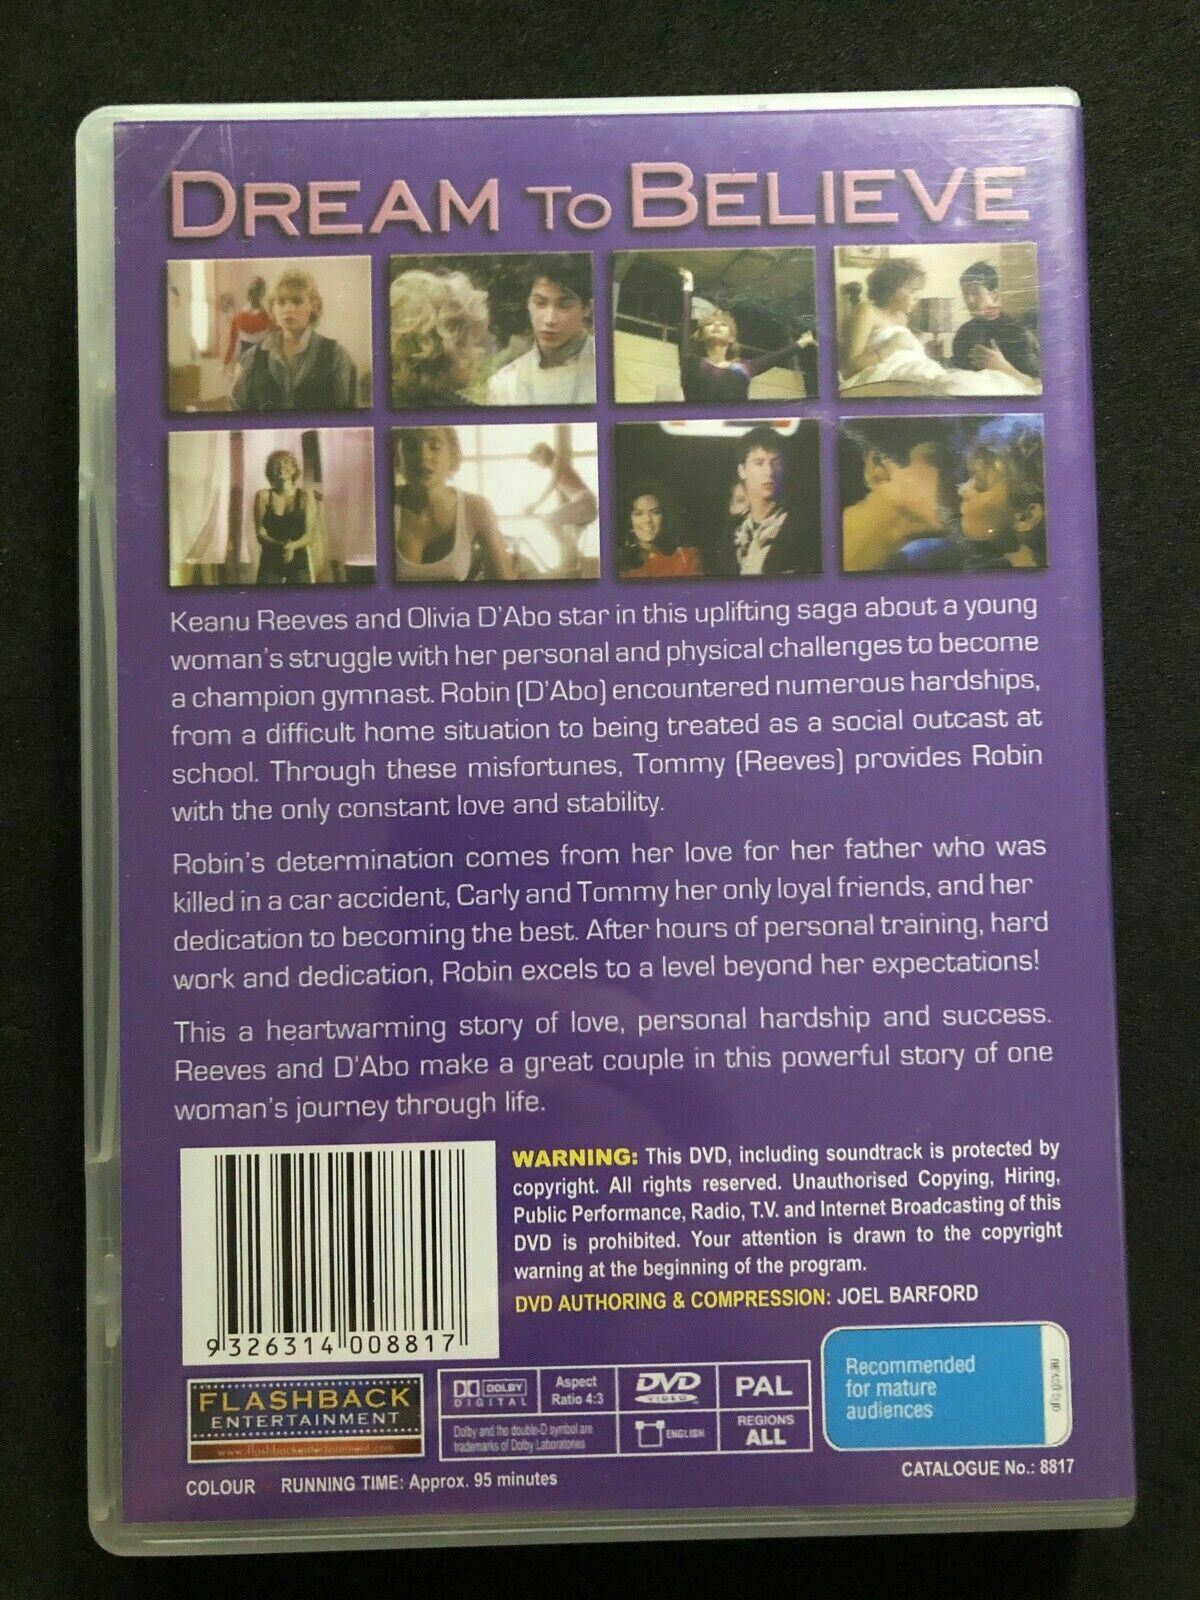 DREAM TO BELIEVE
Keanu Reeves and Olivia D'Abo star in this uplifting saga about a young
woman's struggle with her personal and physical challenges to become
a champion gymnast. Robin (D'Abo) encountered numerous hardships,
from a difficult home situation to being treated as a social outcast at
school. Through these misfortunes, Tommy (Reeves) provides Robin
with the only constant love and stability.
Robin's determination comes from her love for her father who was
killed in a car accident, Carly and Tommy her only loyal friends, and her
dedication to becoming the best. After hours of personal training, hard
work and dedication, Robin excels to a level beyond her expectations!
This a heartwarming story of love, personal hardship and success.
Reeves and D'Abo make a great couple in this powerful story of one
woman's journey through life.
WARNING: This DVD, including soundtrack is protected by
copyright. All rights reserved. Unauthorised Copying, Hiring,
Public Performance, Radio, T.V. and Internet Broadcasting of this
DVD is prohibited. Your attention is drawn to the copyright
warning at the beginning of the program.
DVD AUTHORING & COMPRESSION: JOEL BARFORD
9 326314 008817
FLASHBACK
ENTERTAINMENT
www.flashbackentertainment.com
DOLBY
DIGITAL
Aspect
Ratio 4:3
Dolby and the double-D symbol are
trademarks of Dolby Laboratories
DVD
VIDEO
ENGLISH
PAL
REGIONS
ALL
Recommended
for mature
audiences
COLOUR RUNNING TIME: Approx. 95 minutes
CATALOGUE No.: 8817